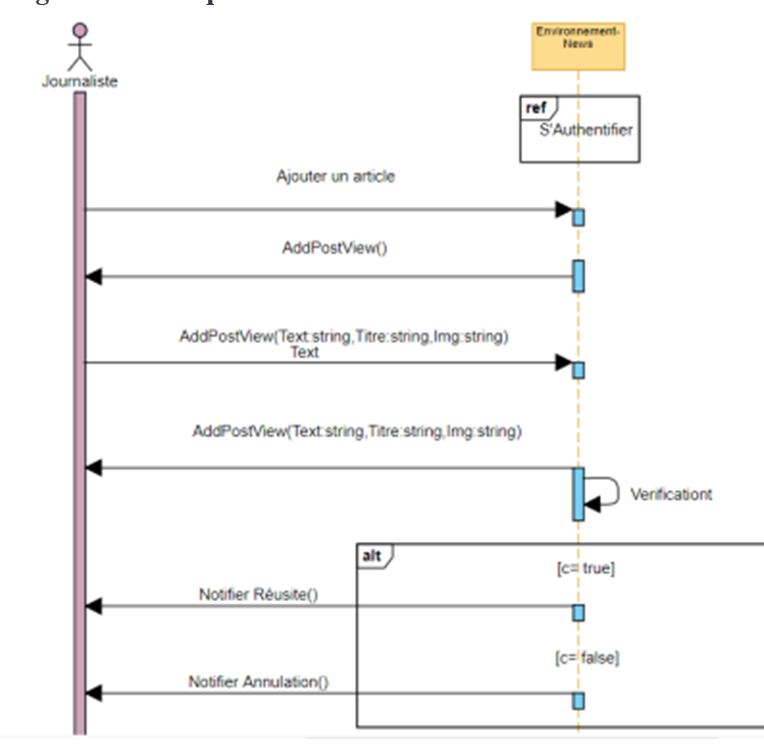 Environnement-
News
Journaliste
ref
S'Authentifier
Ajouter un article
AddPostView()
AddPostView(Text:string,Titre:string,Img:string)
Text
AddPostView(Text:string,Titre:string,Img:string)
Verificationt
alt
[c= true]
Notifier Réusite()
[c= false]
Notifier Annulation()